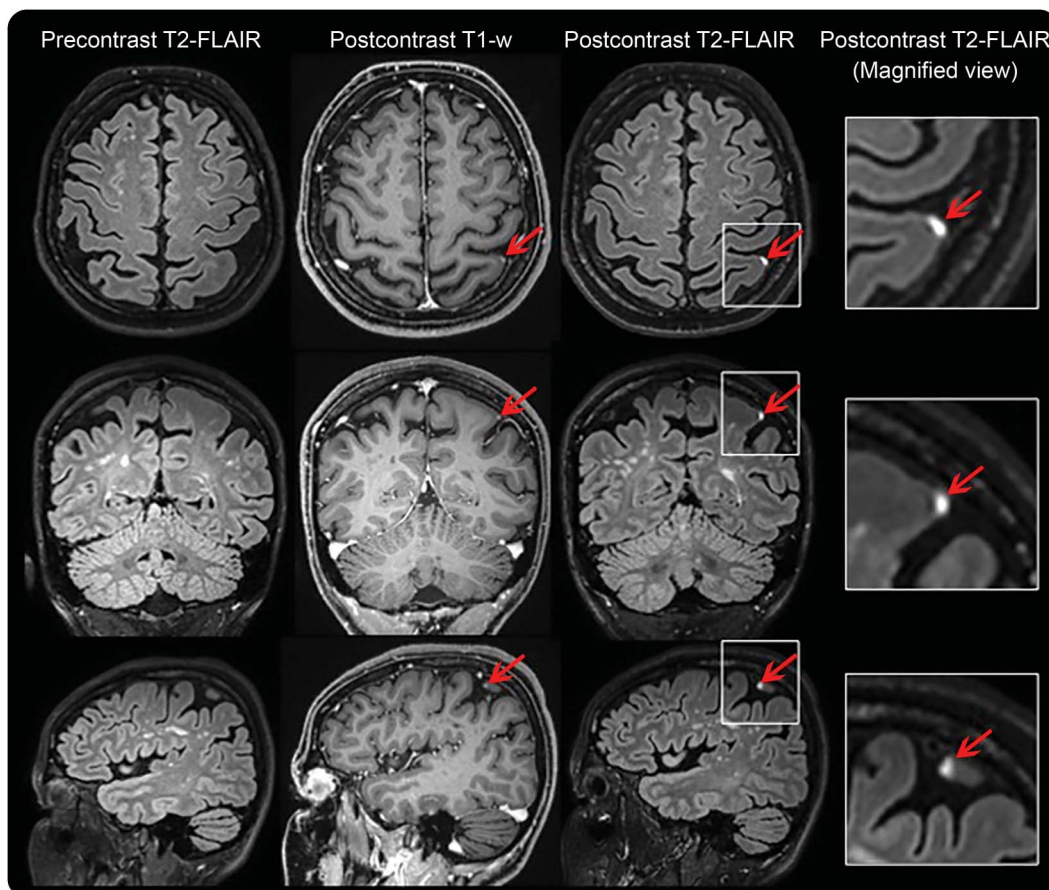 Precontrast T2-FLAIR
Postcontrast T1-w
Postcontrast T2-FLAIR
Postcontrast T2-FLAIR
(Magnified view)